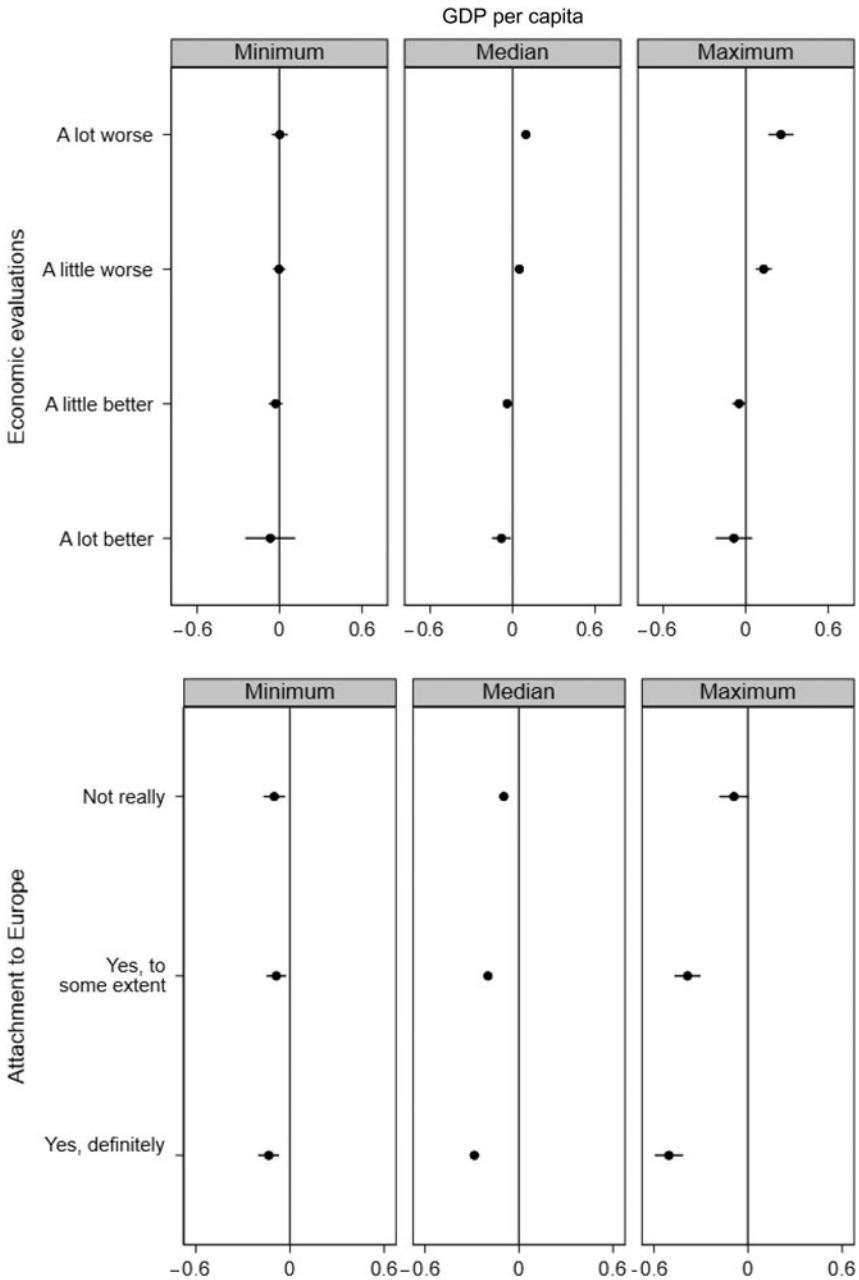 GDP per capita
Minimum Median Maximum
Economic evaluations
A lot worse
A little worse
A little better
A lot better
−0.6 0 0.6 −0.6 0 0.6 −0.6 0 0.6
Minimum Median Maximum
Attachment to Europe
Not really
Yes, to
some extent
Yes, definitely
−0.6 0 0.6 −0.6 0 0.6 −0.6 0 0.6